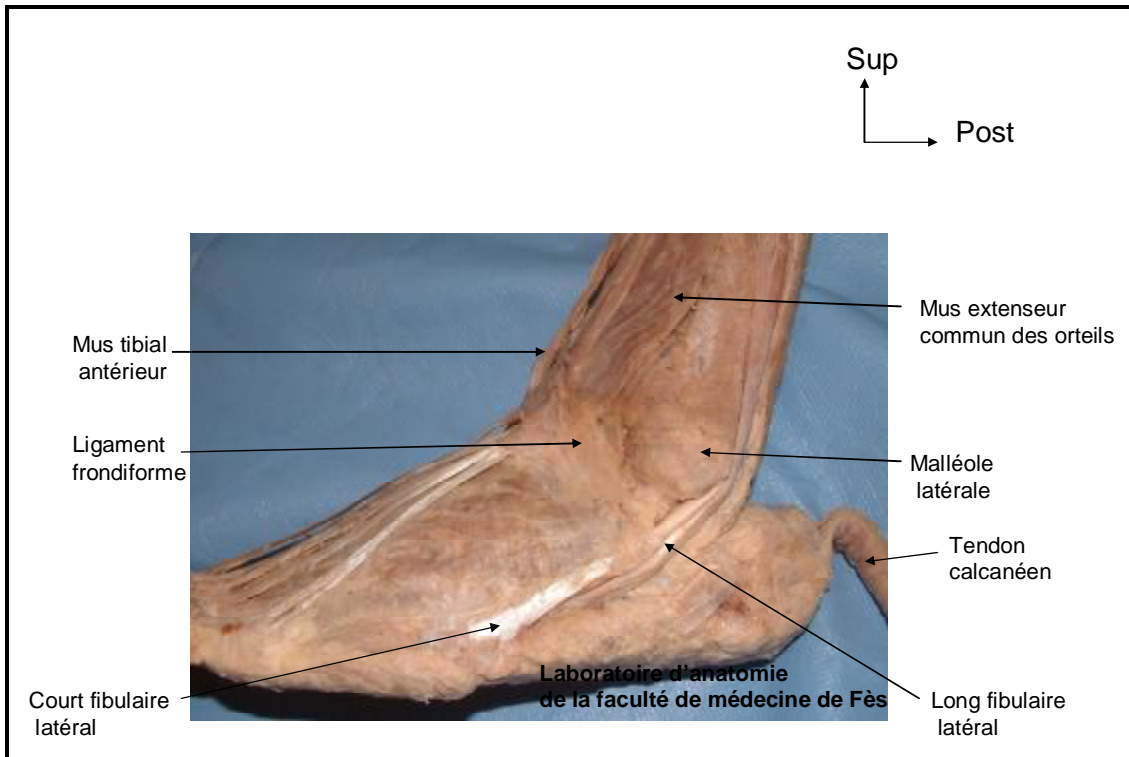 Sup
Post
Mus extenseur
commun des orteils
Mus tibial
antérieur
Ligament
frondiforme
Malléole
latérale
Tendon
calcanéen
Laboratoire d'anatomie
de la faculté de médecine de Fès
Court fibulaire
latéral
Long fibulaire
latéral